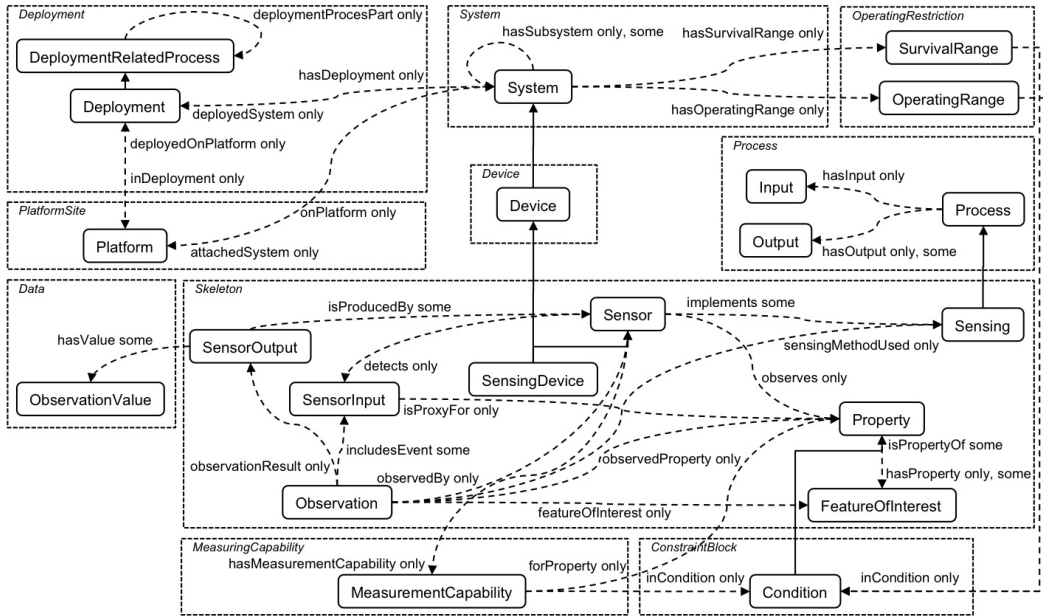 Deployment
deploymentProcesPart only
DeploymentRelatedProcess
Deployment
hasDeployment only
deployedSystem only
deployedOnPlatform only
inDeployment only
System
hasSubsystem only, some
System
hasSurvivalRange only
hasOperatingRange only
OperatingRestriction
SurvivalRange
OperatingRange
Process
Input
hasInput only
Process
Output
hasOutput only, some
Device
Device
PlatformSite
Platform
onPlatform only
attachedSystem only
Data
hasValue some
ObservationValue
Skeleton
isProducedBy some
Sensor
implements some
SensorOutput
Sensing
sensingMethodUsed only
detects only
SensingDevice
observes only
SensorInput
isProxyFor only
Property
isPropertyOf some
includesEvent some
observationResult only
observedBy only
observedProperty only
hasProperty only, some
Observation
featureOfInterest only
FeatureOfInterest
MeasuringCapability
hasMeasurementCapability only
forProperty only
MeasurementCapability
ConstraintBlock
inCondition only
Condition
inCondition only